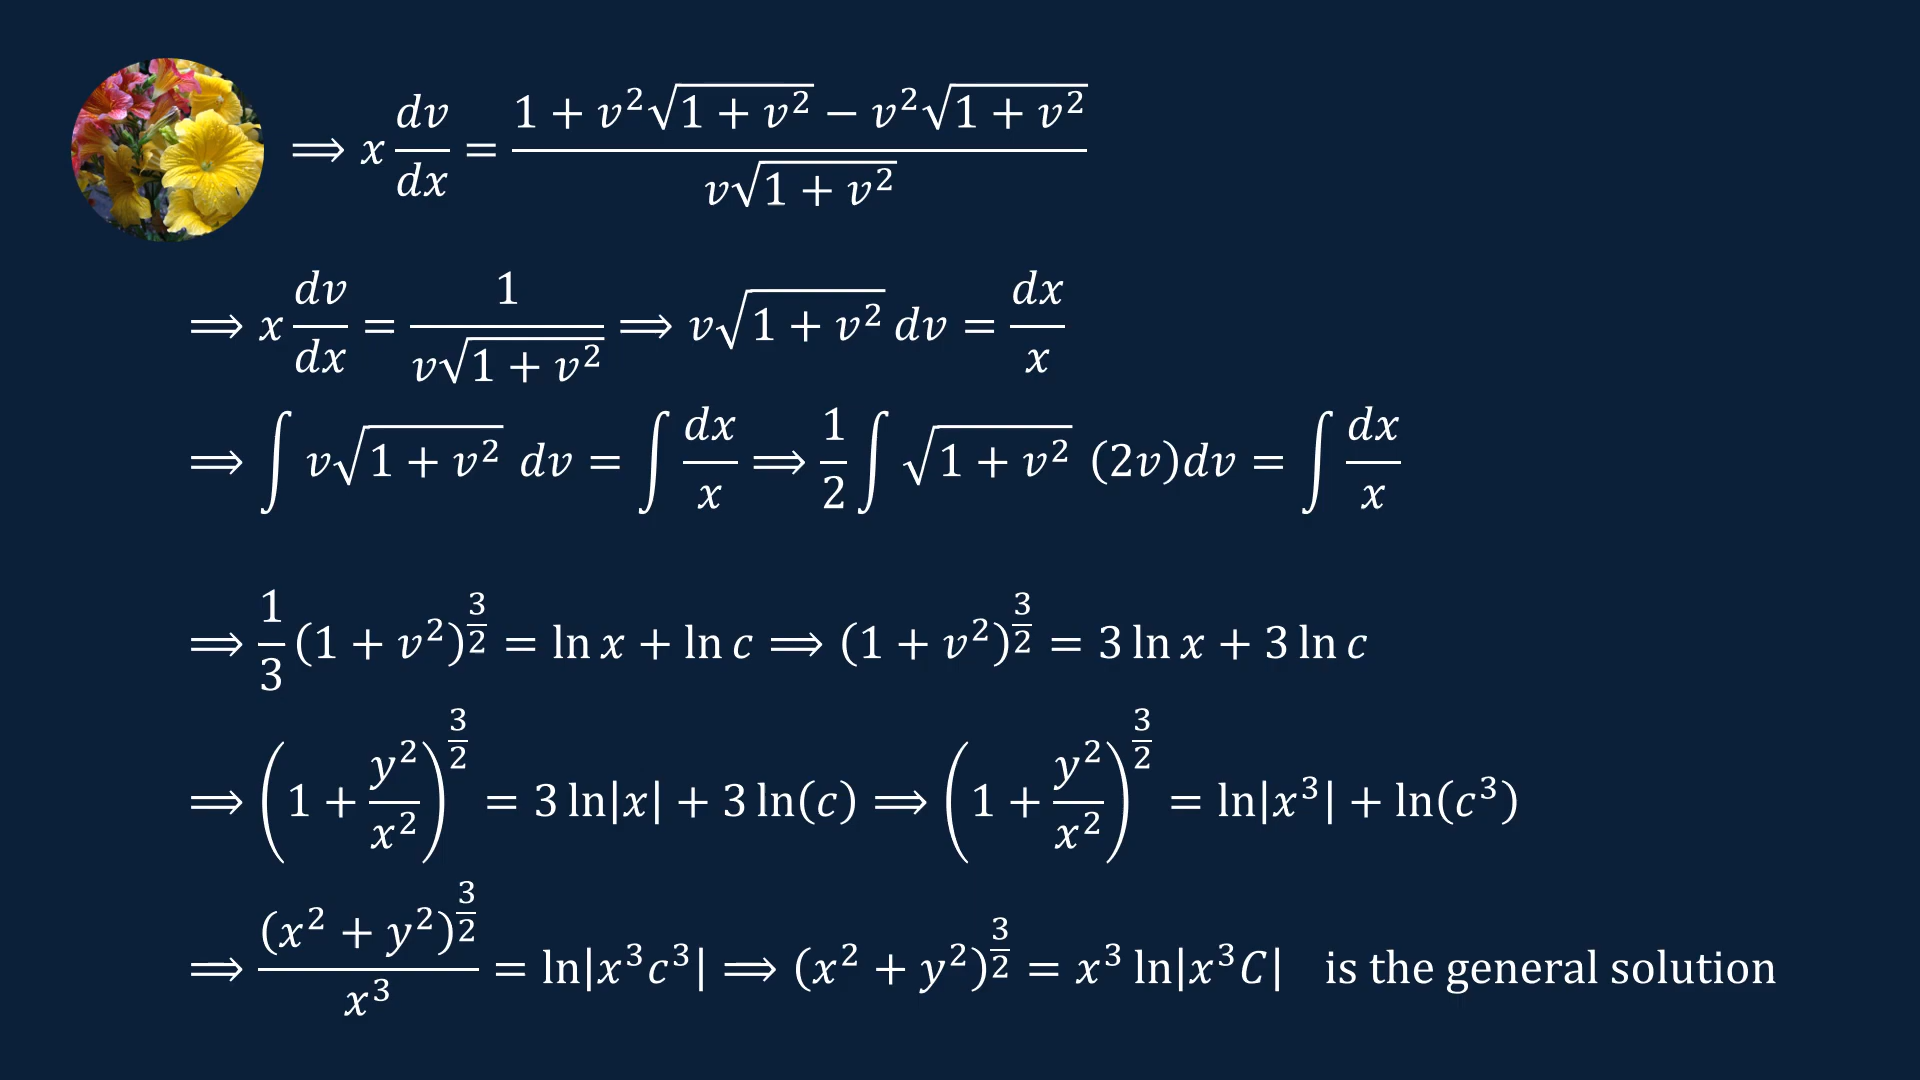 ⟹ x dv/dx = (1 + v²√(1 + v²) − v²√(1 + v²)) / (v√(1 + v²))
⟹ x dv/dx = 1 / (v√(1 + v²)) ⟹ v√(1 + v²) dv = dx/x
⟹ ∫ v√(1 + v²) dv = ∫ dx/x ⟹ 1/2 ∫ √(1 + v²) (2v)dv = ∫ dx/x
⟹ 1/3 (1 + v²)^(3/2) = ln x + ln c ⟹ (1 + v²)^(3/2) = 3 ln x + 3 ln c
⟹ (1 + y²/x²)^(3/2) = 3 ln|x| + 3 ln(c) ⟹ (1 + y²/x²)^(3/2) = ln|x³| + ln(c³)
⟹ (x² + y²)^(3/2) / x³ = ln|x³c³| ⟹ (x² + y²)^(3/2) = x³ ln|x³C| is the general solution